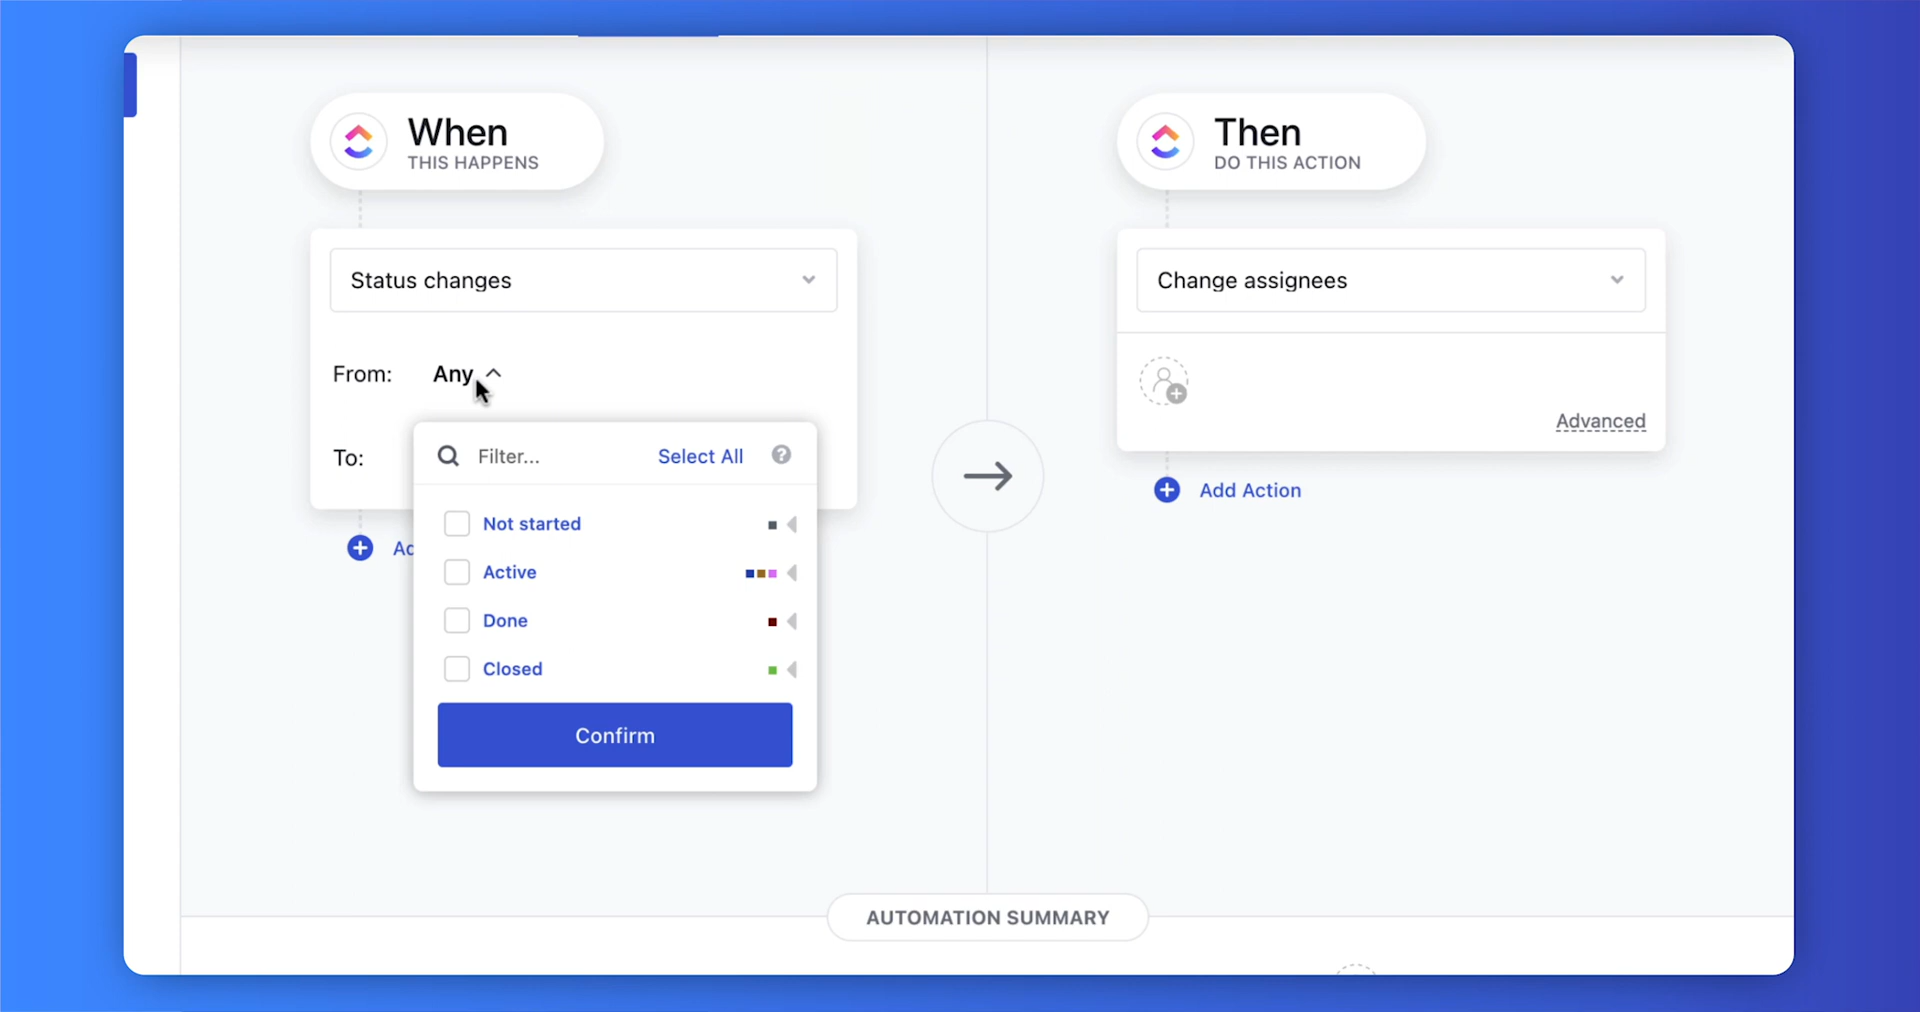 When
THIS HAPPENS
Status changes
From: Any
To:
Filter... Select All ?
Not started
Active
Done
Closed
Confirm
Then
DO THIS ACTION
Change assignees
Advanced
Add Action
AUTOMATION SUMMARY